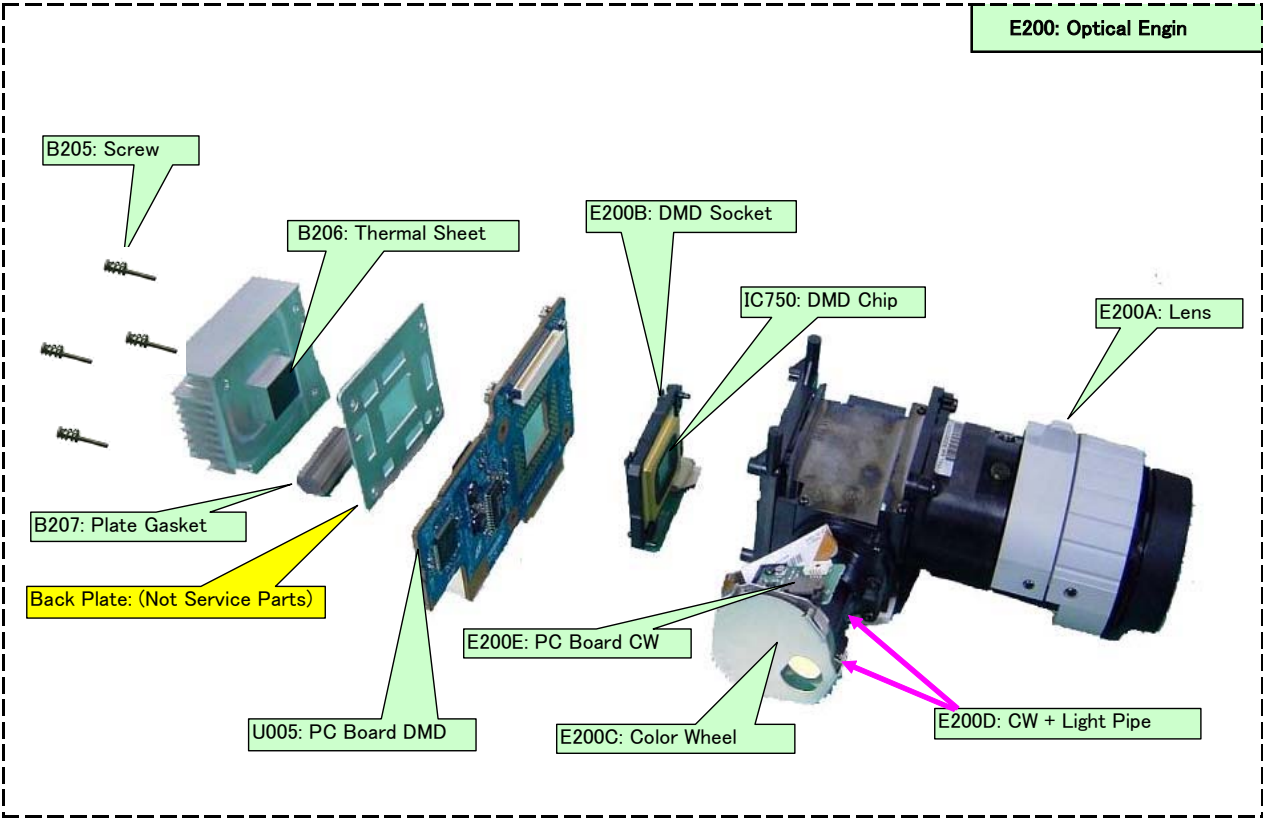 E200: Optical Engin
B205: Screw
E200B: DMD Socket
B206: Thermal Sheet
IC750: DMD Chip
E200A: Lens
B207: Plate Gasket
Back Plate: (Not Service Parts)
E200E: PC Board CW
U005: PC Board DMD
E200C: Color Wheel
E200D: CW + Light Pipe